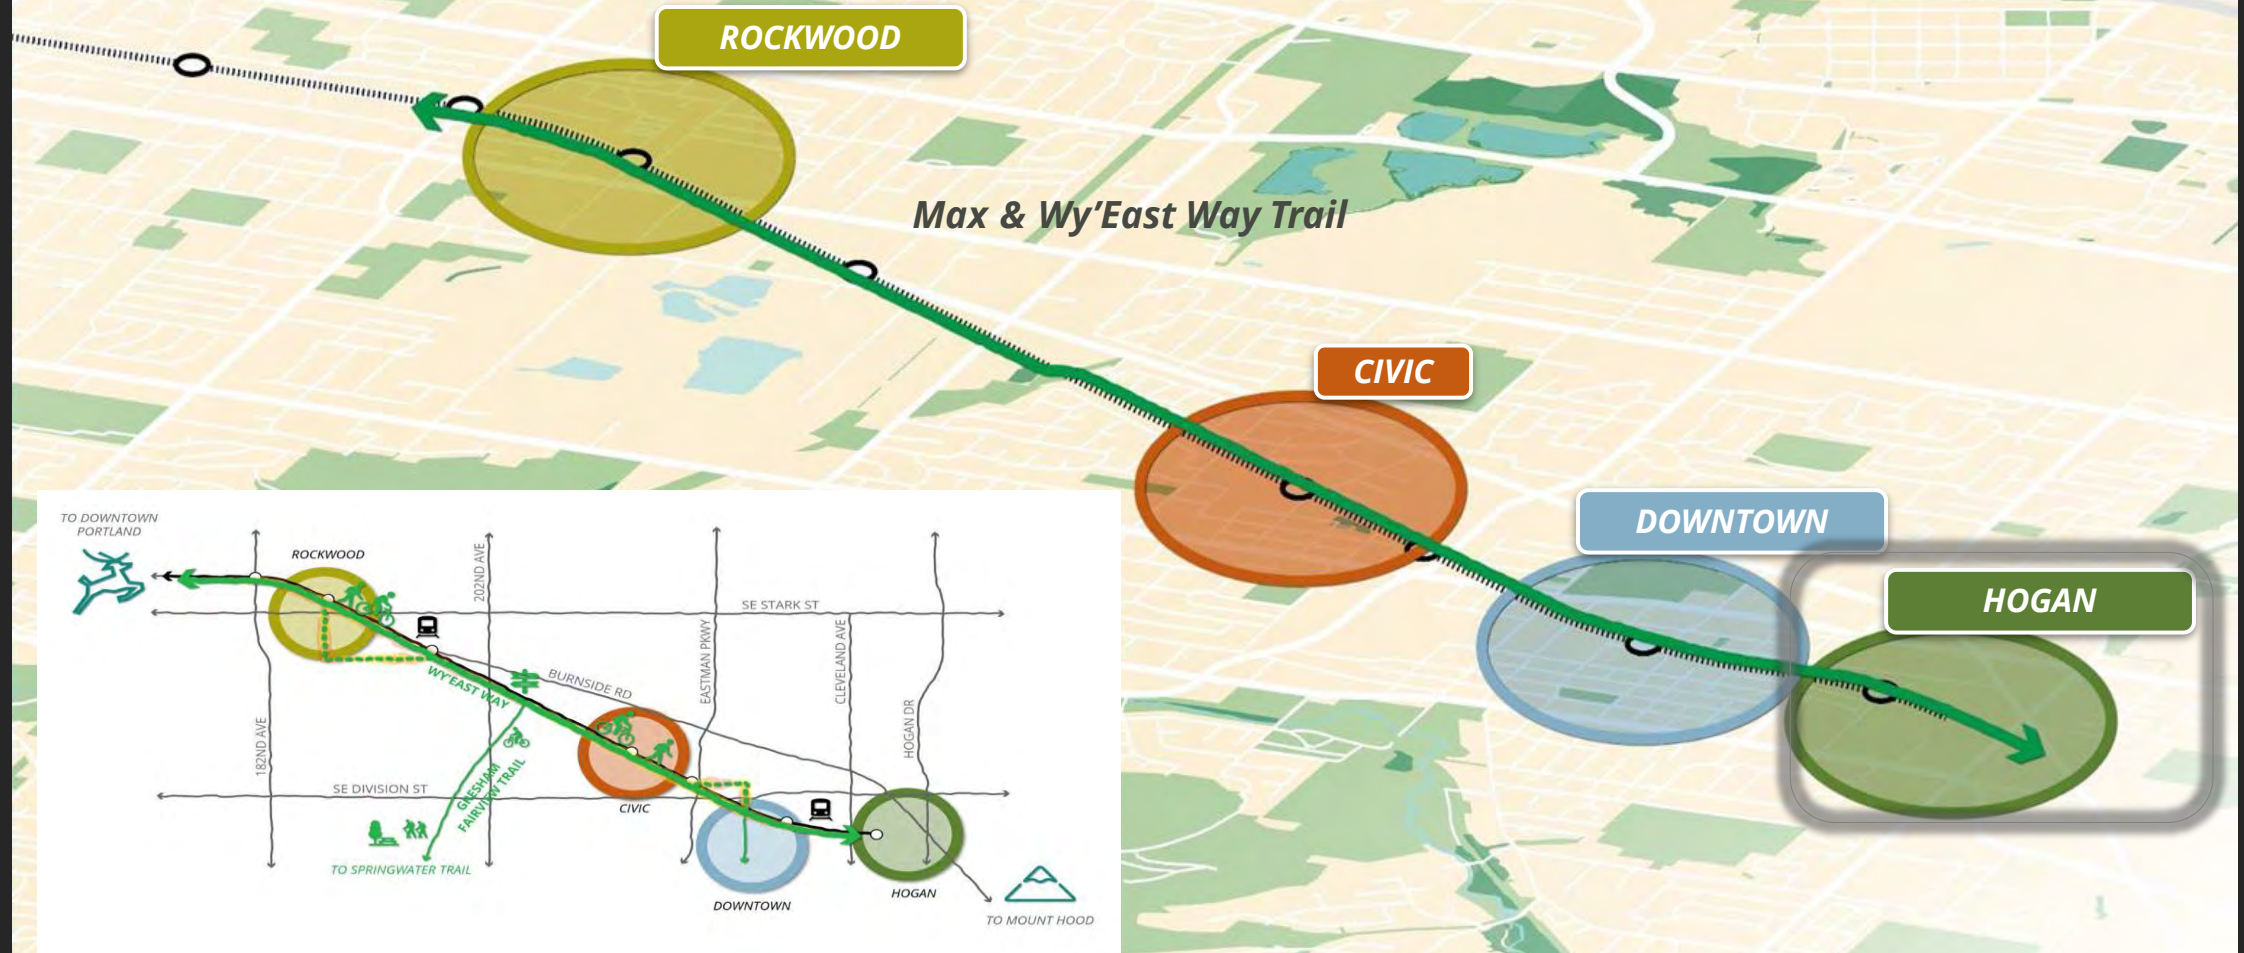 ROCKWOOD
Max & Wy’East Way Trail
CIVIC
DOWNTOWN
HOGAN
TO DOWNTOWN
PORTLAND
ROCKWOOD
202ND AVE
SE STARK ST
EASTMAN PKWY
CLEVELAND AVE
BURNSIDE RD
WY'EAST WAY
HOGAN DR
182ND AVE
GRESHAM
FAIRVIEW TRAIL
SE DIVISION ST
CIVIC
TO SPRINGWATER TRAIL
HOGAN
DOWNTOWN
TO MOUNT HOOD